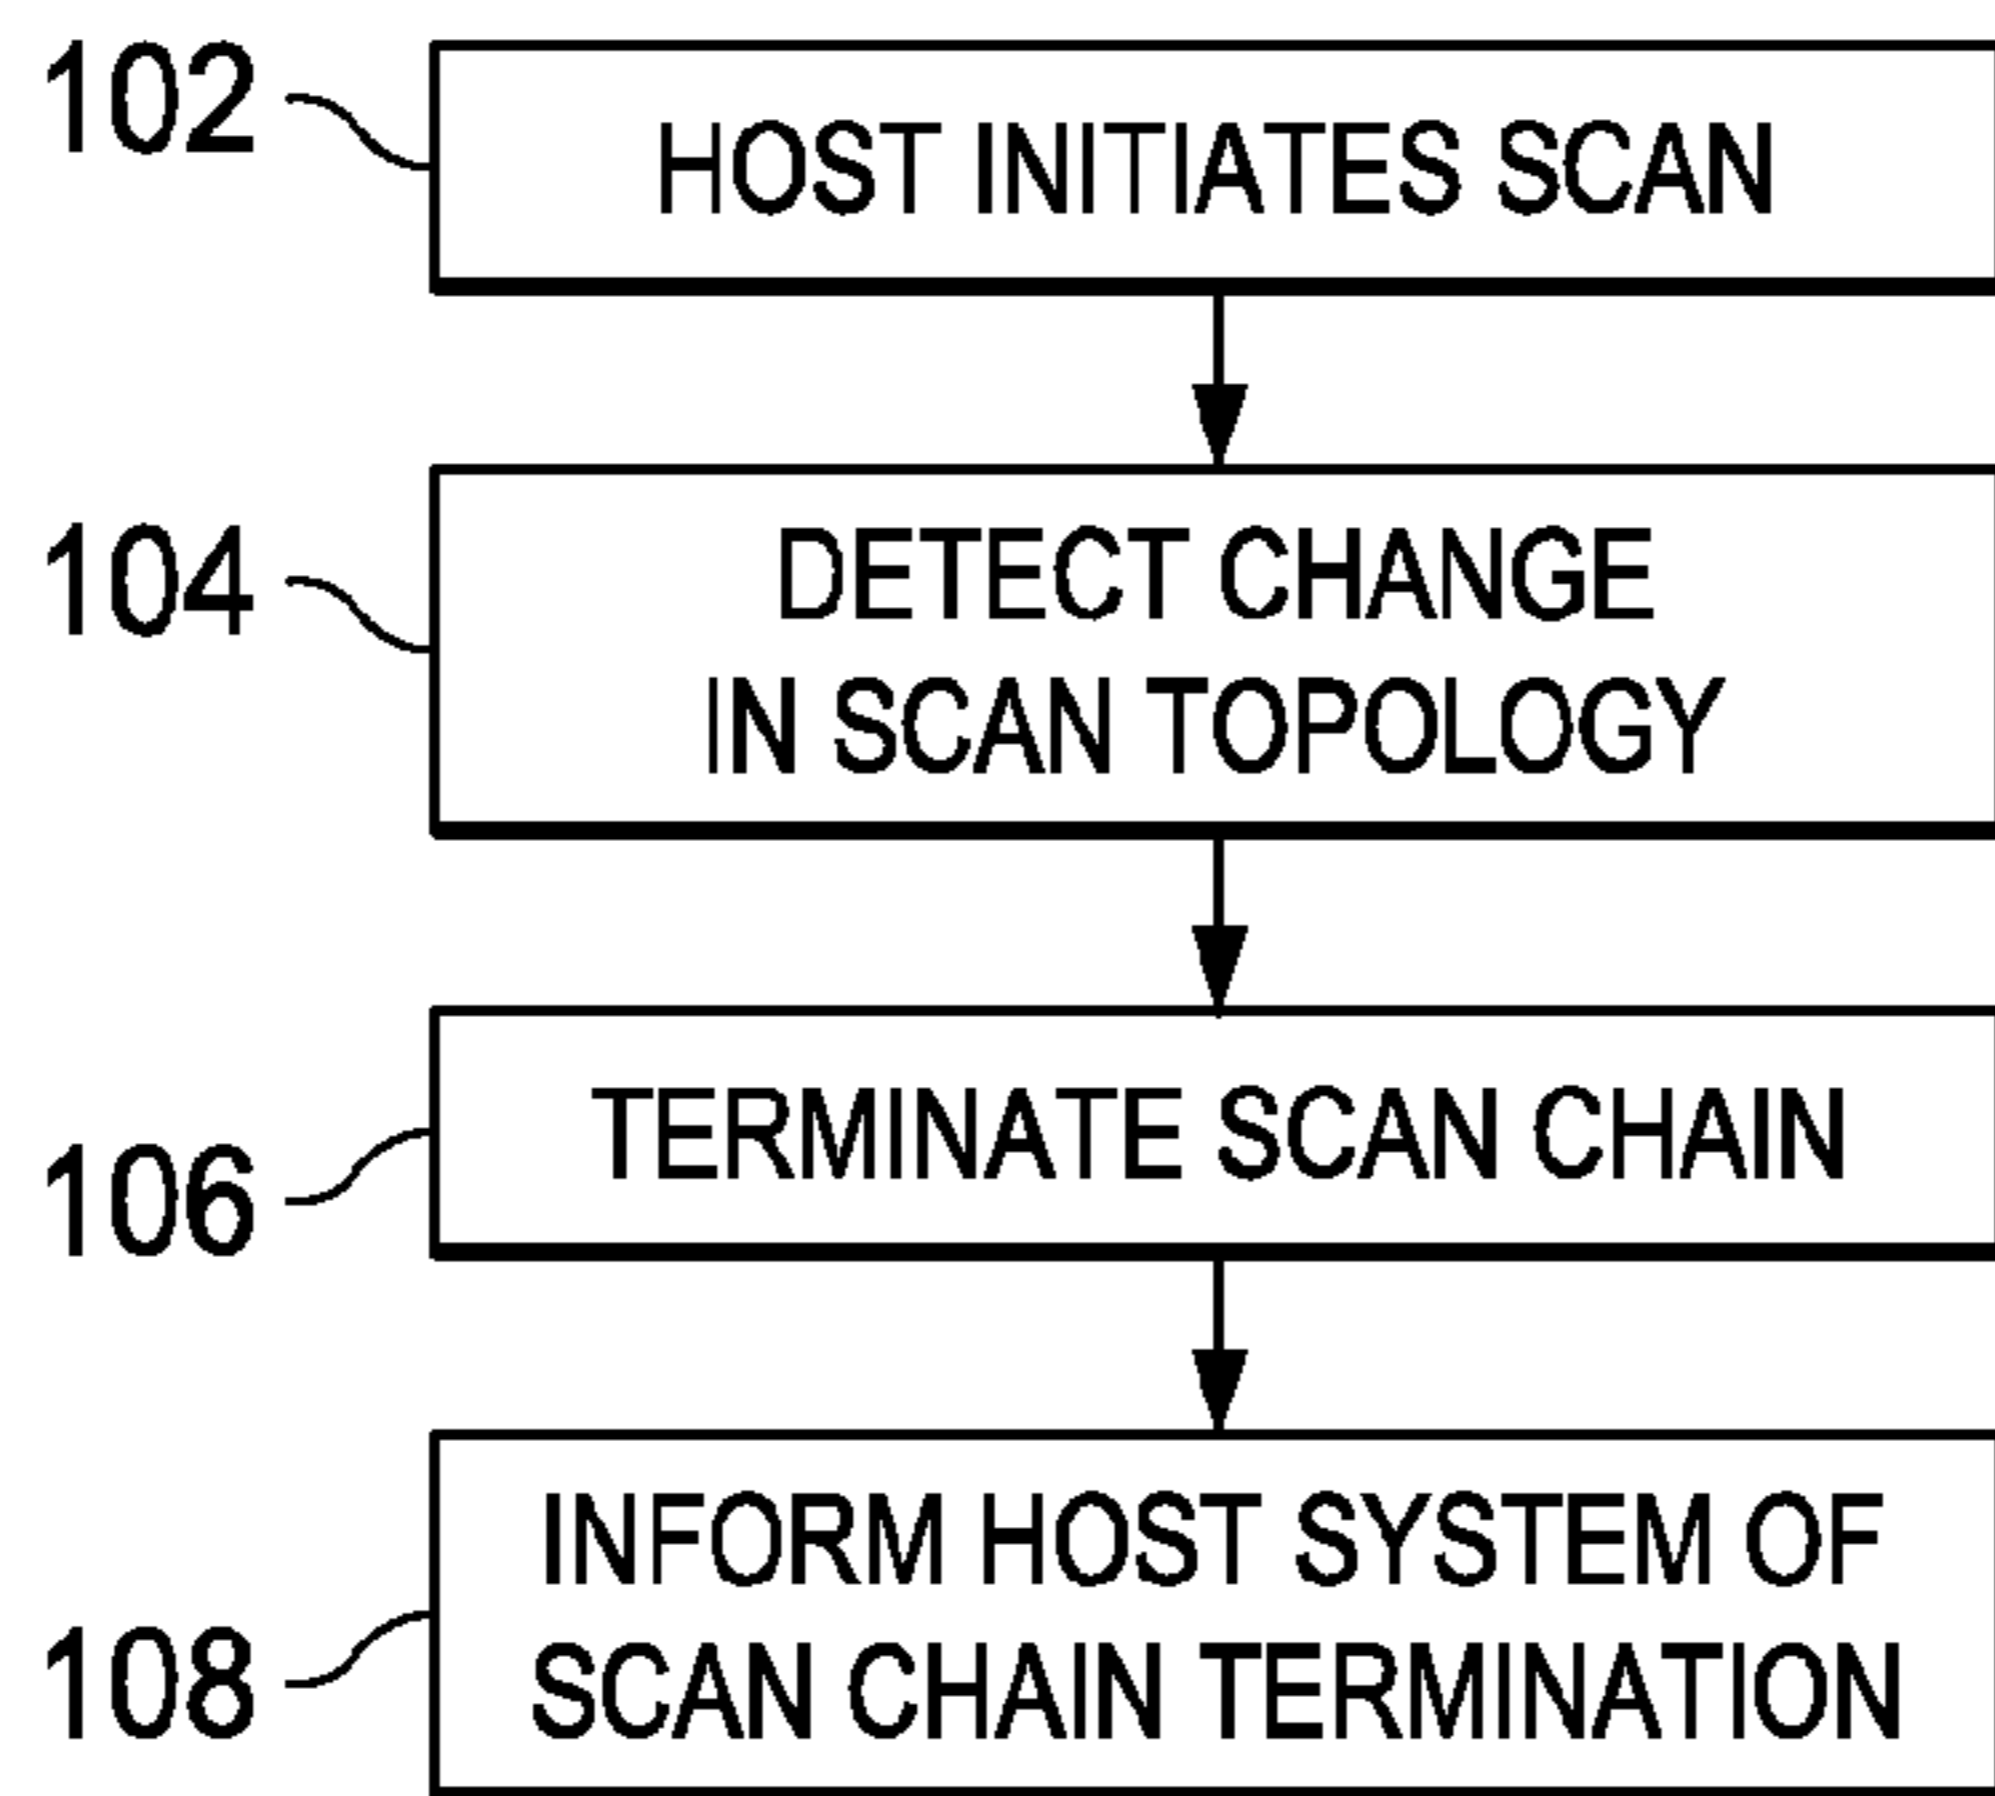 102
HOST INITIATES SCAN
104
DETECT CHANGE
IN SCAN TOPOLOGY
106
TERMINATE SCAN CHAIN
108
INFORM HOST SYSTEM OF
SCAN CHAIN TERMINATION